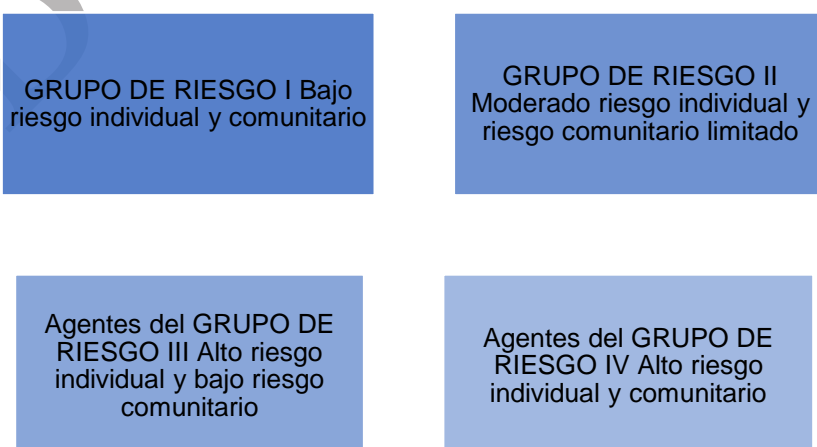 GRUPO DE RIESGO I Bajo
riesgo individual y comunitario
GRUPO DE RIESGO II
Moderado riesgo individual y
riesgo comunitario limitado
Agentes del GRUPO DE
RIESGO III Alto riesgo
individual y bajo riesgo
comunitario
Agentes del GRUPO DE
RIESGO IV Alto riesgo
individual y comunitario